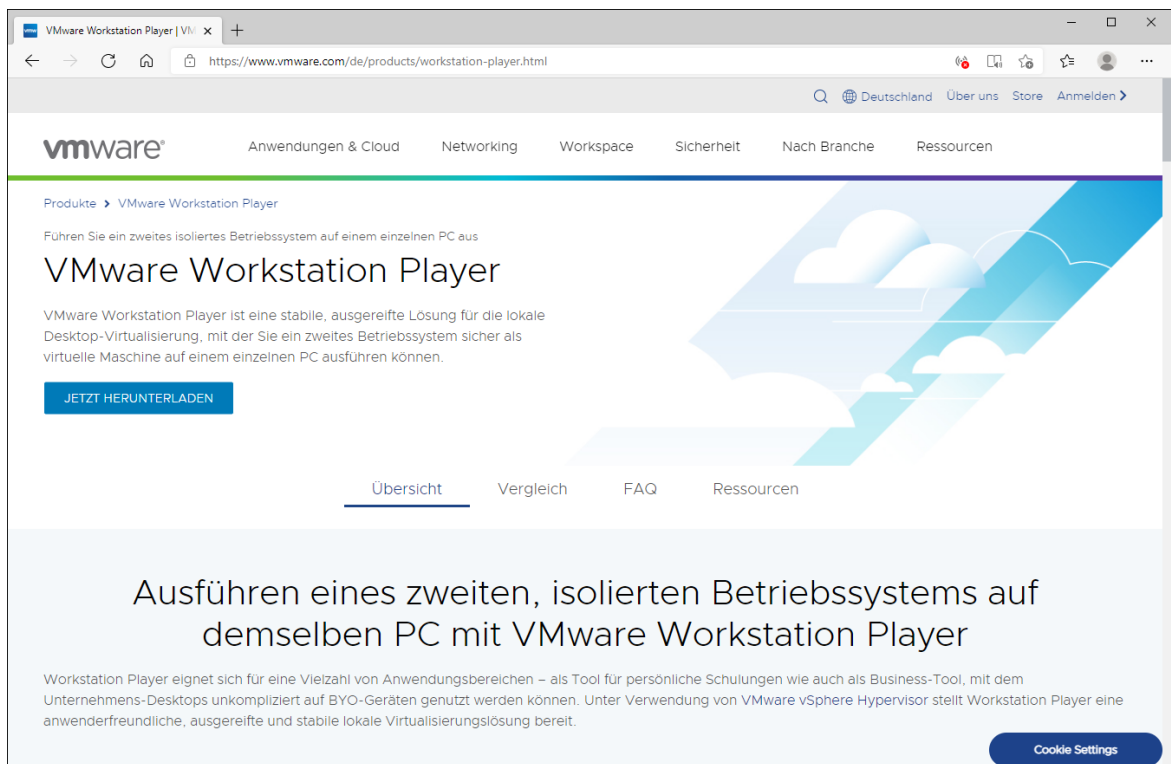 VMware Workstation Player | VM
https://www.vmware.com/de/products/workstation-player.html
Deutschland Über uns Store Anmelden
vmware®
Anwendungen & Cloud Networking Workspace Sicherheit Nach Branche Ressourcen
Produkte > VMware Workstation Player
Führen Sie ein zweites isoliertes Betriebssystem auf einem einzelnen PC aus
VMware Workstation Player
VMware Workstation Player ist eine stabile, ausgereifte Lösung für die lokale
Desktop-Virtualisierung, mit der Sie ein zweites Betriebssystem sicher als
virtuelle Maschine auf einem einzelnen PC ausführen können.
JETZT HERUNTERLADEN
Übersicht Vergleich FAQ Ressourcen
Ausführen eines zweiten, isolierten Betriebssystems auf
demselben PC mit VMware Workstation Player
Workstation Player eignet sich für eine Vielzahl von Anwendungsbereichen – als Tool für persönliche Schulungen wie auch als Business-Tool, mit dem
Unternehmens-Desktops unkompliziert auf BYO-Geräten genutzt werden können. Unter Verwendung von VMware vSphere Hypervisor stellt Workstation Player eine
anwenderfreundliche, ausgereifte und stabile lokale Virtualisierungslösung bereit.
Cookie Settings